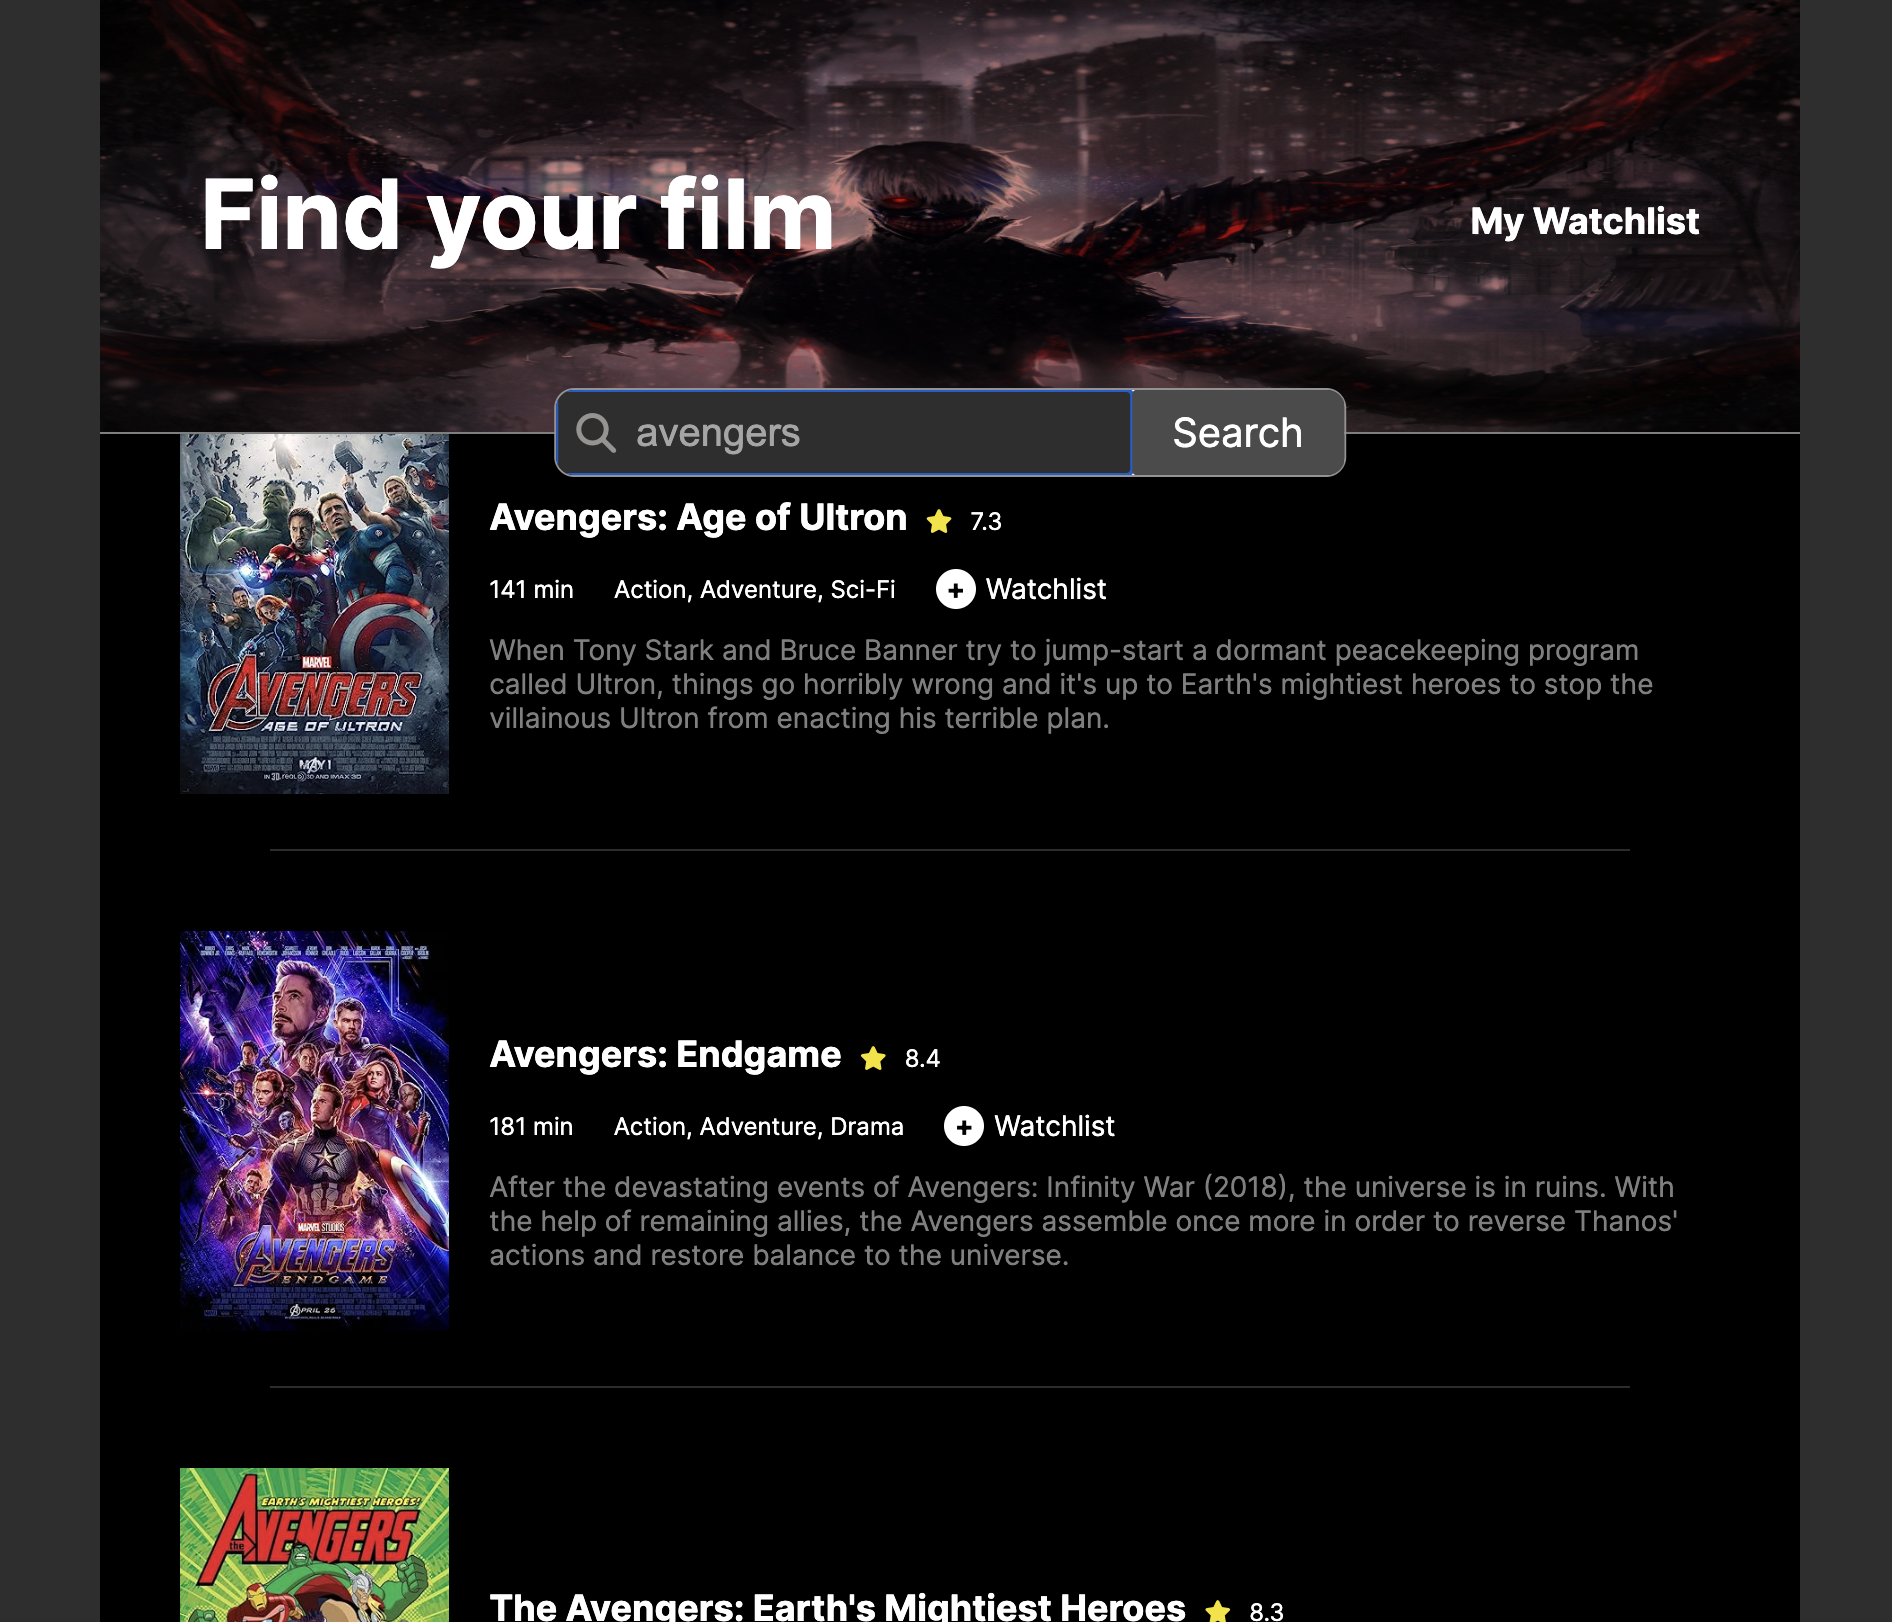 Find your film
My Watchlist
avengers
Search
Avengers: Age of Ultron 7.3
141 min Action, Adventure, Sci-Fi + Watchlist
When Tony Stark and Bruce Banner try to jump-start a dormant peacekeeping program
called Ultron, things go horribly wrong and it's up to Earth's mightiest heroes to stop the
villainous Ultron from enacting his terrible plan.
MARVEL
AVENGERS
AGE OF ULTRON
MAY 1
Avengers: Endgame 8.4
181 min Action, Adventure, Drama + Watchlist
After the devastating events of Avengers: Infinity War (2018), the universe is in ruins. With
the help of remaining allies, the Avengers assemble once more in order to reverse Thanos'
actions and restore balance to the universe.
MARVEL STUDIOS
AVENGERS
ENDGAME
APRIL 26
EARTH'S MIGHTIEST HEROES!
the AVENGERS
The Avengers: Earth's Mightiest Heroes 8.3